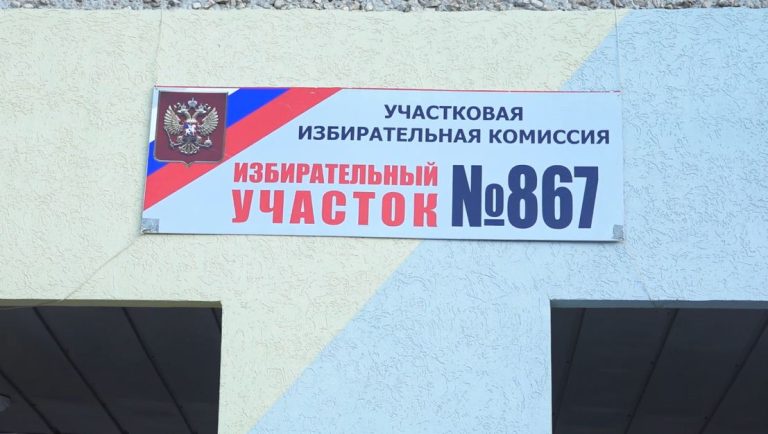 УЧАСТКОВАЯ
ИЗБИРАТЕЛЬНАЯ КОМИССИЯ
ИЗБИРАТЕЛЬНЫЙ
УЧАСТОК №867